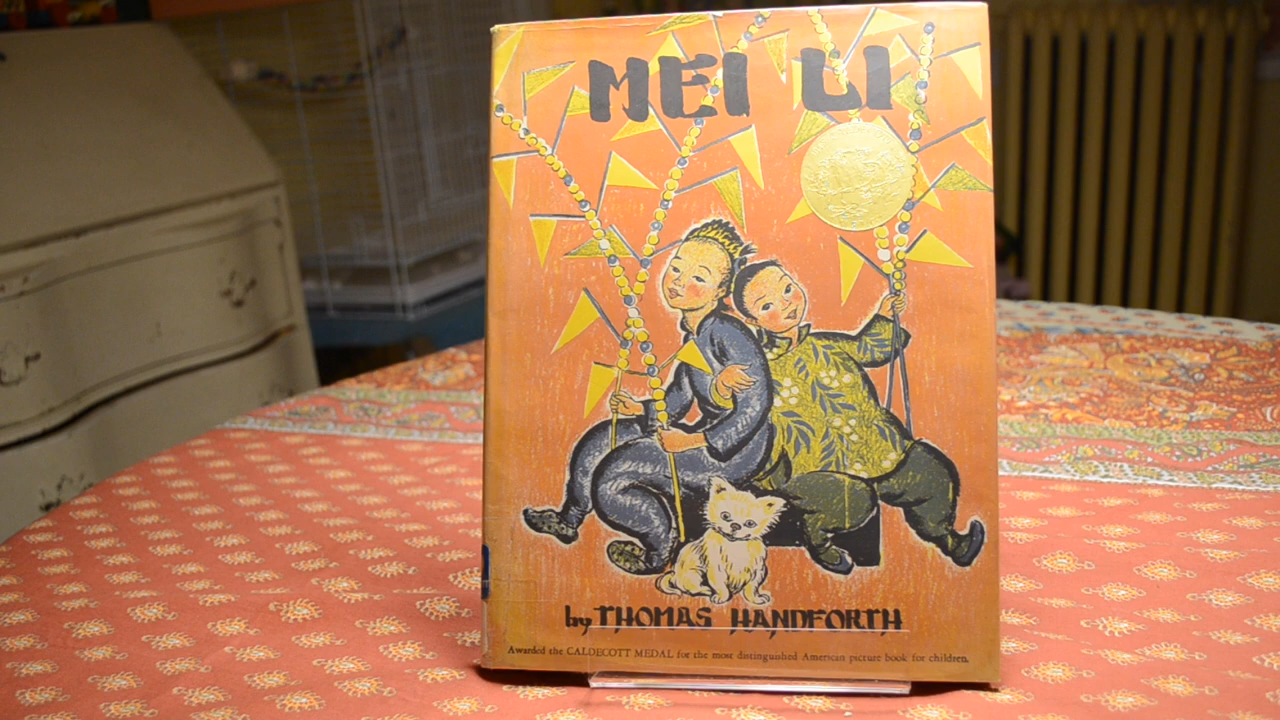 MEI LI
by THOMAS HANDFORTH
Awarded the CALDECOTT MEDAL for the most distinguished American picture book for children.